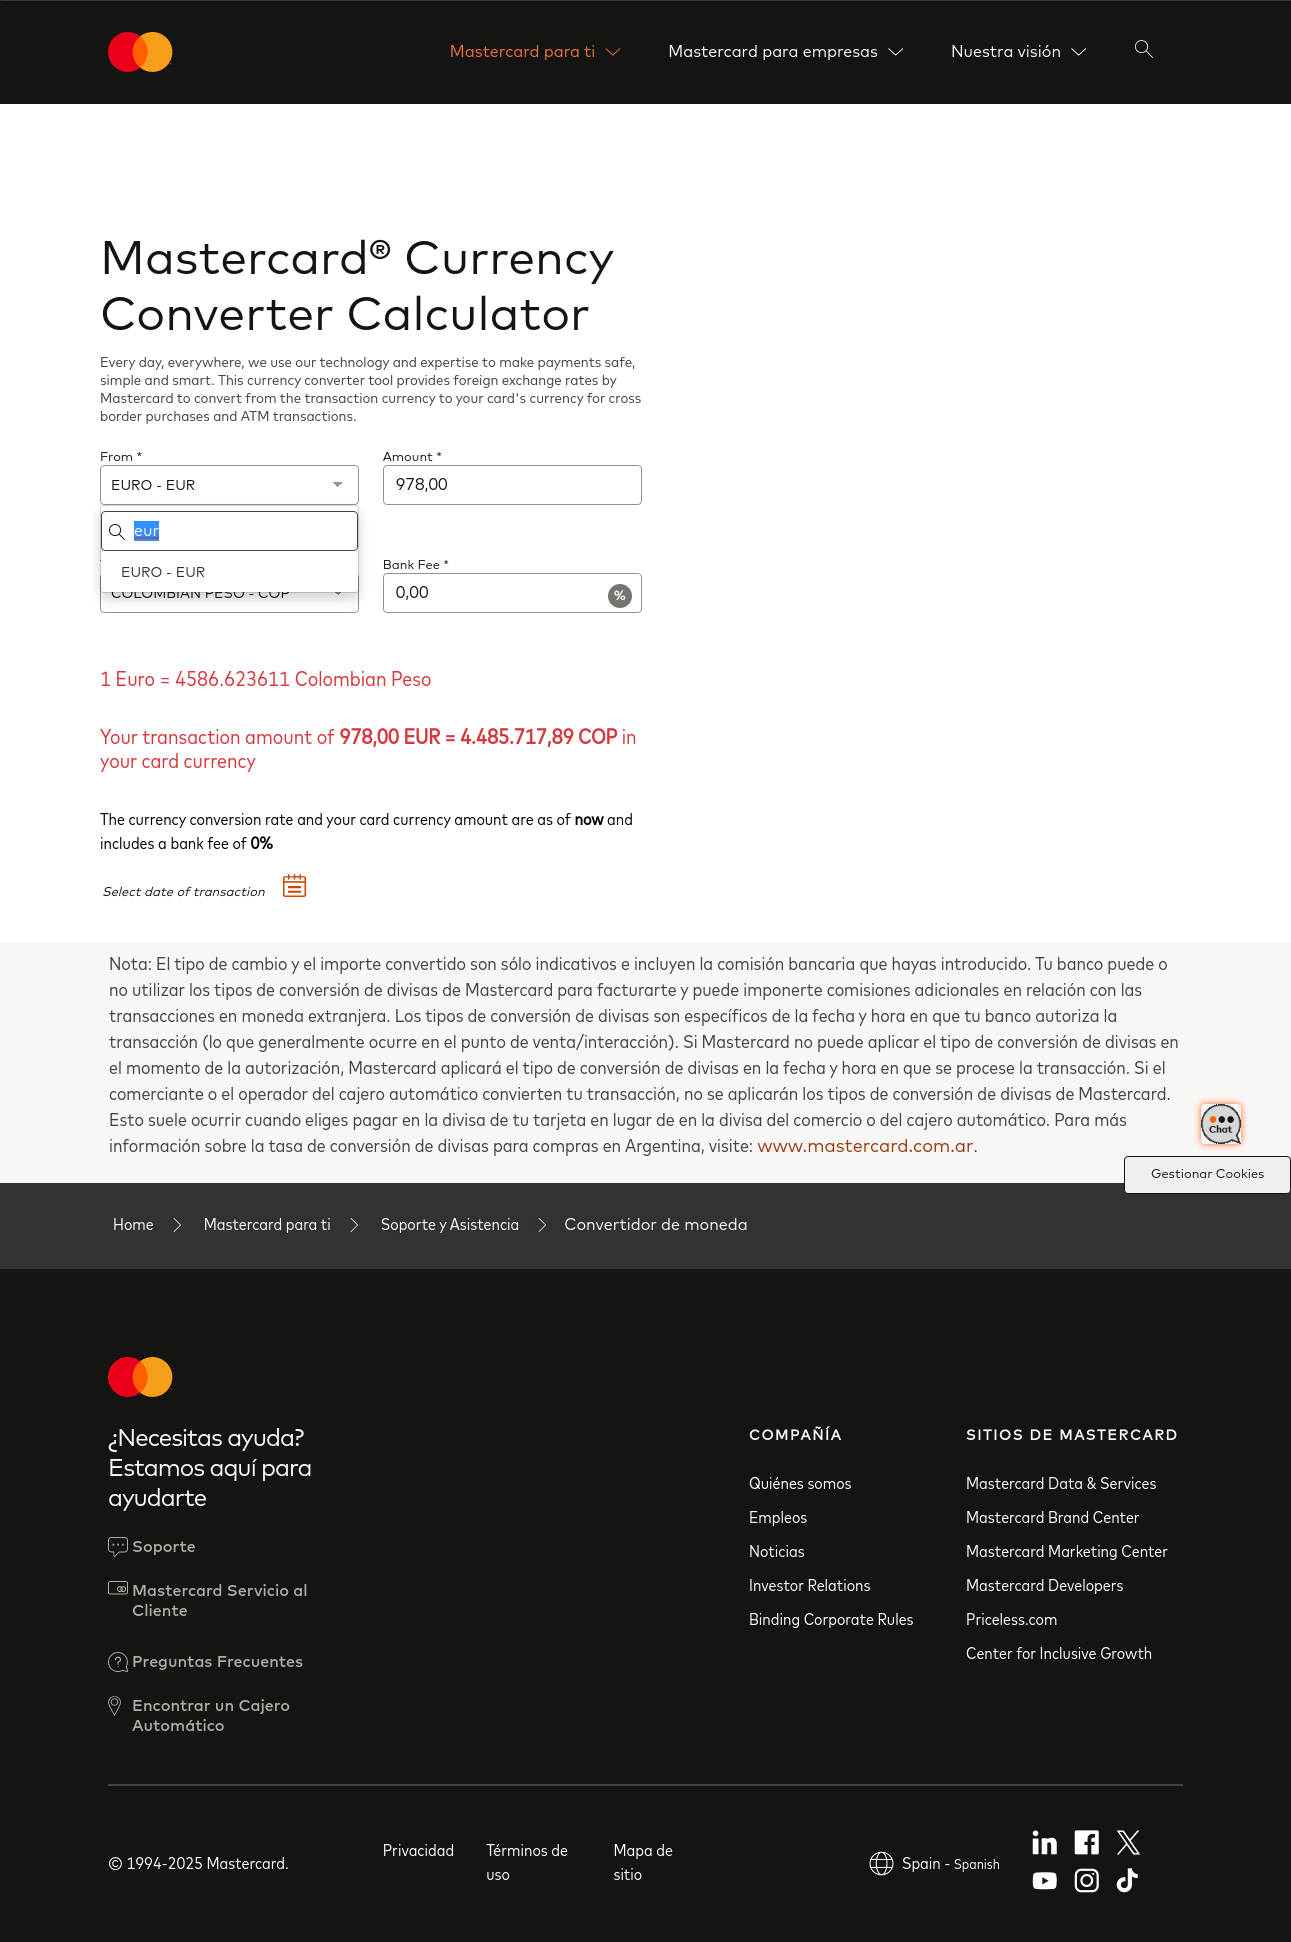 Mastercard para ti
Mastercard para empresas
Nuestra visión
Mastercard® Currency
Converter Calculator
Every day, everywhere, we use our technology and expertise to make payments safe,
simple and smart. This currency converter tool provides foreign exchange rates by
Mastercard to convert from the transaction currency to your card's currency for cross
border purchases and ATM transactions.
From *
Amount *
EURO - EUR
978,00
eur
EURO - EUR
Bank Fee *
COLOMBIAN PESO - COP
0,00
%
1 Euro = 4586.623611 Colombian Peso
Your transaction amount of 978,00 EUR = 4.485.717,89 COP in
your card currency
The currency conversion rate and your card currency amount are as of now and
includes a bank fee of 0%
Select date of transaction
Nota: El tipo de cambio y el importe convertido son sólo indicativos e incluyen la comisión bancaria que hayas introducido. Tu banco puede o
no utilizar los tipos de conversión de divisas de Mastercard para facturarte y puede imponerte comisiones adicionales en relación con las
transacciones en moneda extranjera. Los tipos de conversión de divisas son específicos de la fecha y hora en que tu banco autoriza la
transacción (lo que generalmente ocurre en el punto de venta/interacción). Si Mastercard no puede aplicar el tipo de conversión de divisas en
el momento de la autorización, Mastercard aplicará el tipo de conversión de divisas en la fecha y hora en que se procese la transacción. Si el
comerciante o el operador del cajero automático convierten tu transacción, no se aplicarán los tipos de conversión de divisas de Mastercard.
Esto suele ocurrir cuando eliges pagar en la divisa de tu tarjeta en lugar de en la divisa del comercio o del cajero automático. Para más
información sobre la tasa de conversión de divisas para compras en Argentina, visite: www.mastercard.com.ar.
Chat
Gestionar Cookies
Home
Mastercard para ti
Soporte y Asistencia
Convertidor de moneda
¿Necesitas ayuda?
Estamos aquí para
ayudarte
Soporte
Mastercard Servicio al
Cliente
Preguntas Frecuentes
Encontrar un Cajero
Automático
COMPAÑÍA
Quiénes somos
Empleos
Noticias
Investor Relations
Binding Corporate Rules
SITIOS DE MASTERCARD
Mastercard Data & Services
Mastercard Brand Center
Mastercard Marketing Center
Mastercard Developers
Priceless.com
Center for Inclusive Growth
© 1994-2025 Mastercard.
Privacidad
Términos de
uso
Mapa de
sitio
Spain - Spanish